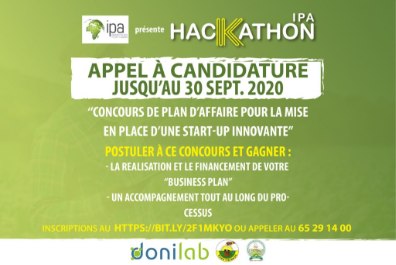 ipa
présente
HACKATHON
IPA
APPEL À CANDIDATURE
JUSQU'AU 30 SEPT. 2020
"CONCOURS DE PLAN D'AFFAIRE POUR LA MISE
EN PLACE D'UNE START-UP INNOVANTE"
POSTULER À CE CONCOURS ET GAGNER :
- LA REALISATION ET LE FINANCEMENT DE VOTRE
"BUSINESS PLAN"
- UN ACCOMPAGNEMENT TOUT AU LONG DU PRO-
CESSUS
INSCRIPTIONS AU HTTPS://BIT.LY/2F1MKYO OU APPELER AU 65 29 14 00
donilab